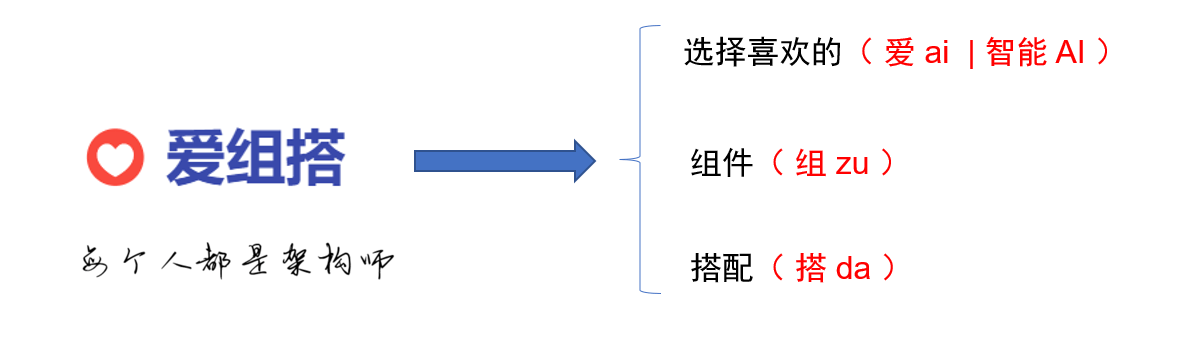 爱组搭
每个人都是架构师
选择喜欢的（ 爱 ai | 智能 AI ）
组件（ 组 zu ）
搭配（ 搭 da ）